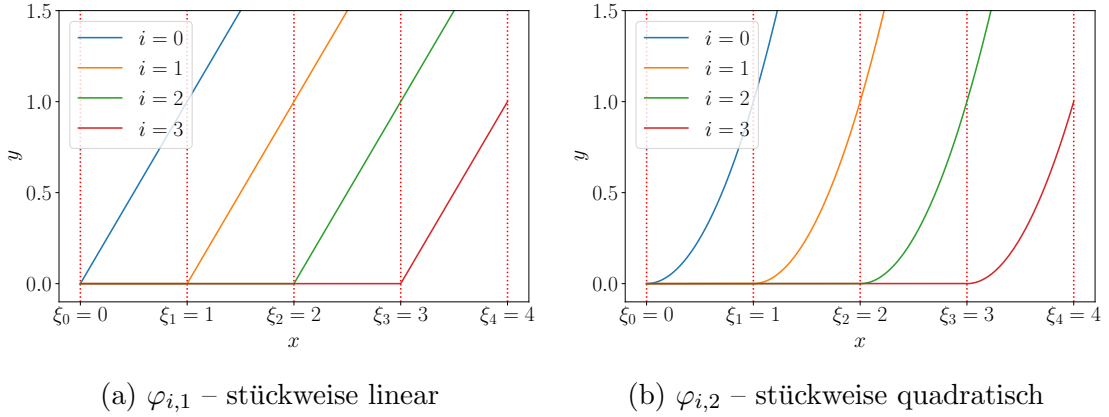 1.5
1.0
0.5
0.0
y
i = 0
i = 1
i = 2
i = 3
ξ₀ = 0
ξ₁ = 1
ξ₂ = 2
ξ₃ = 3
ξ₄ = 4
x
(a) φᵢ,₁ – stückweise linear
1.5
1.0
0.5
0.0
y
i = 0
i = 1
i = 2
i = 3
ξ₀ = 0
ξ₁ = 1
ξ₂ = 2
ξ₃ = 3
ξ₄ = 4
x
(b) φᵢ,₂ – stückweise quadratisch